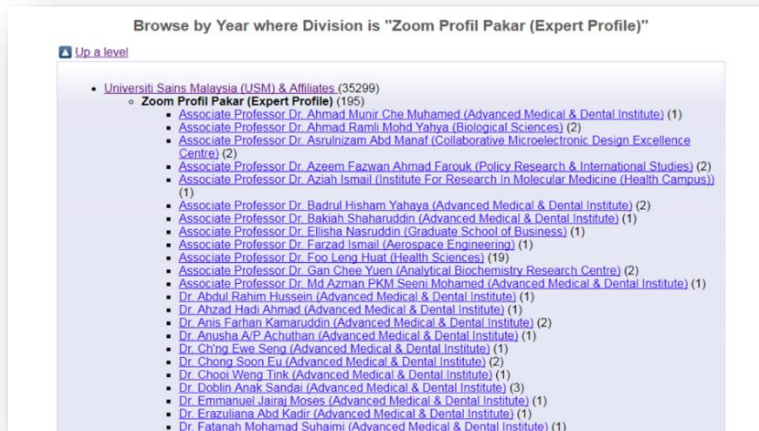 Browse by Year where Division is "Zoom Profil Pakar (Expert Profile)"
Up a level
Universiti Sains Malaysia (USM) & Affiliates (35299)
Zoom Profil Pakar (Expert Profile) (195)
Associate Professor Dr. Ahmad Munir Che Muhamed (Advanced Medical & Dental Institute) (1)
Associate Professor Dr. Ahmad Ramli Mohd Yahya (Biological Sciences) (2)
Associate Professor Dr. Asrulnizam Abd Manaf (Collaborative Microelectronic Design Excellence
Centre) (2)
Associate Professor Dr. Azeem Fazwan Ahmad Farouk (Policy Research & International Studies) (2)
Associate Professor Dr. Aziah Ismail (Institute For Research In Molecular Medicine (Health Campus))
(1)
Associate Professor Dr. Badrul Hisham Yahaya (Advanced Medical & Dental Institute) (2)
Associate Professor Dr. Bakiah Shaharuddin (Advanced Medical & Dental Institute) (1)
Associate Professor Dr. Ellisha Nasruddin (Graduate School of Business) (1)
Associate Professor Dr. Farzad Ismail (Aerospace Engineering) (1)
Associate Professor Dr. Foo Leng Huat (Health Sciences) (19)
Associate Professor Dr. Gan Chee Yuen (Analytical Biochemistry Research Centre) (2)
Associate Professor Dr. Md Azman PKM Seeni Mohamed (Advanced Medical & Dental Institute) (1)
Dr. Abdul Rahim Hussein (Advanced Medical & Dental Institute) (1)
Dr. Ahzad Hadi Ahmad (Advanced Medical & Dental Institute) (1)
Dr. Anis Farhan Kamaruddin (Advanced Medical & Dental Institute) (2)
Dr. Anusha A/P Achuthan (Advanced Medical & Dental Institute) (1)
Dr. Ch'ng Ewe Seng (Advanced Medical & Dental Institute) (1)
Dr. Chong Soon Eu (Advanced Medical & Dental Institute) (2)
Dr. Chooi Weng Tink (Advanced Medical & Dental Institute) (1)
Dr. Doblin Anak Sandai (Advanced Medical & Dental Institute) (3)
Dr. Emmanuel Jairaj Moses (Advanced Medical & Dental Institute) (1)
Dr. Erazuliana Abd Kadir (Advanced Medical & Dental Institute) (1)
Dr. Fatanah Mohamad Suhaimi (Advanced Medical & Dental Institute) (1)